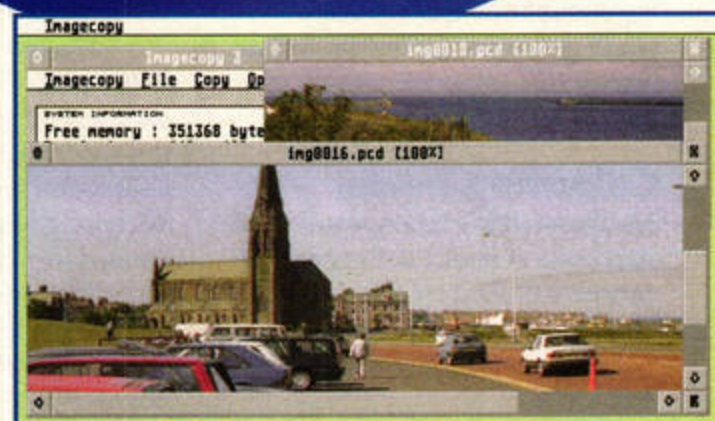 Imagecopy
Imagecopy 2
img0018.pcd [100%]
Imagecopy File Copy Op
SYSTEM INFORMATION
Free memory : 351368 byte
img0016.pcd [100%]